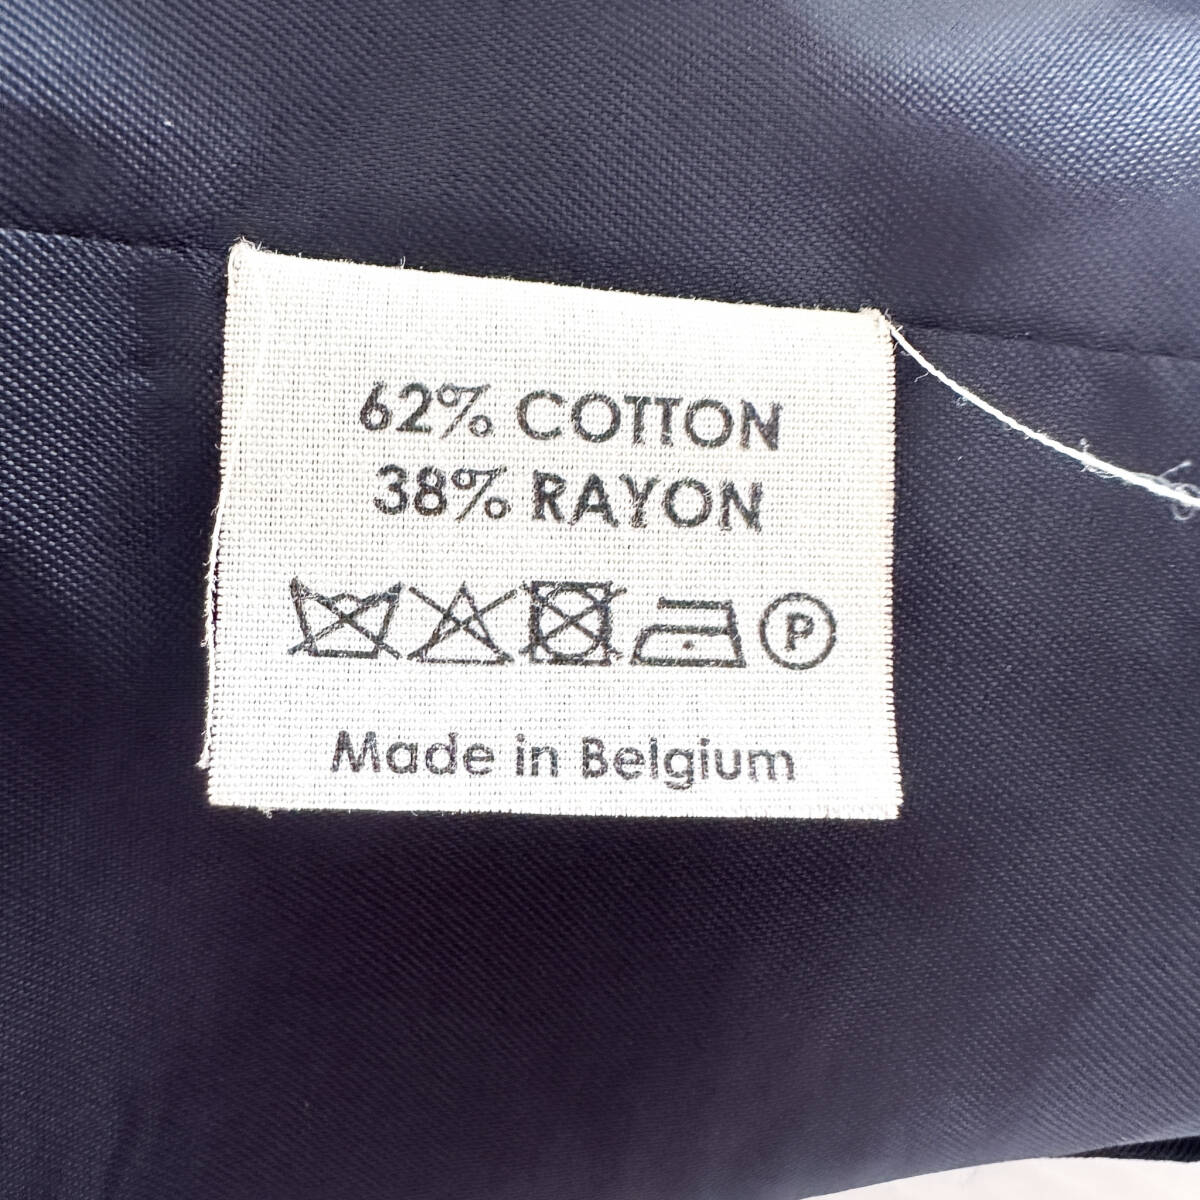 62% COTTON
38% RAYON
P
Made in Belgium